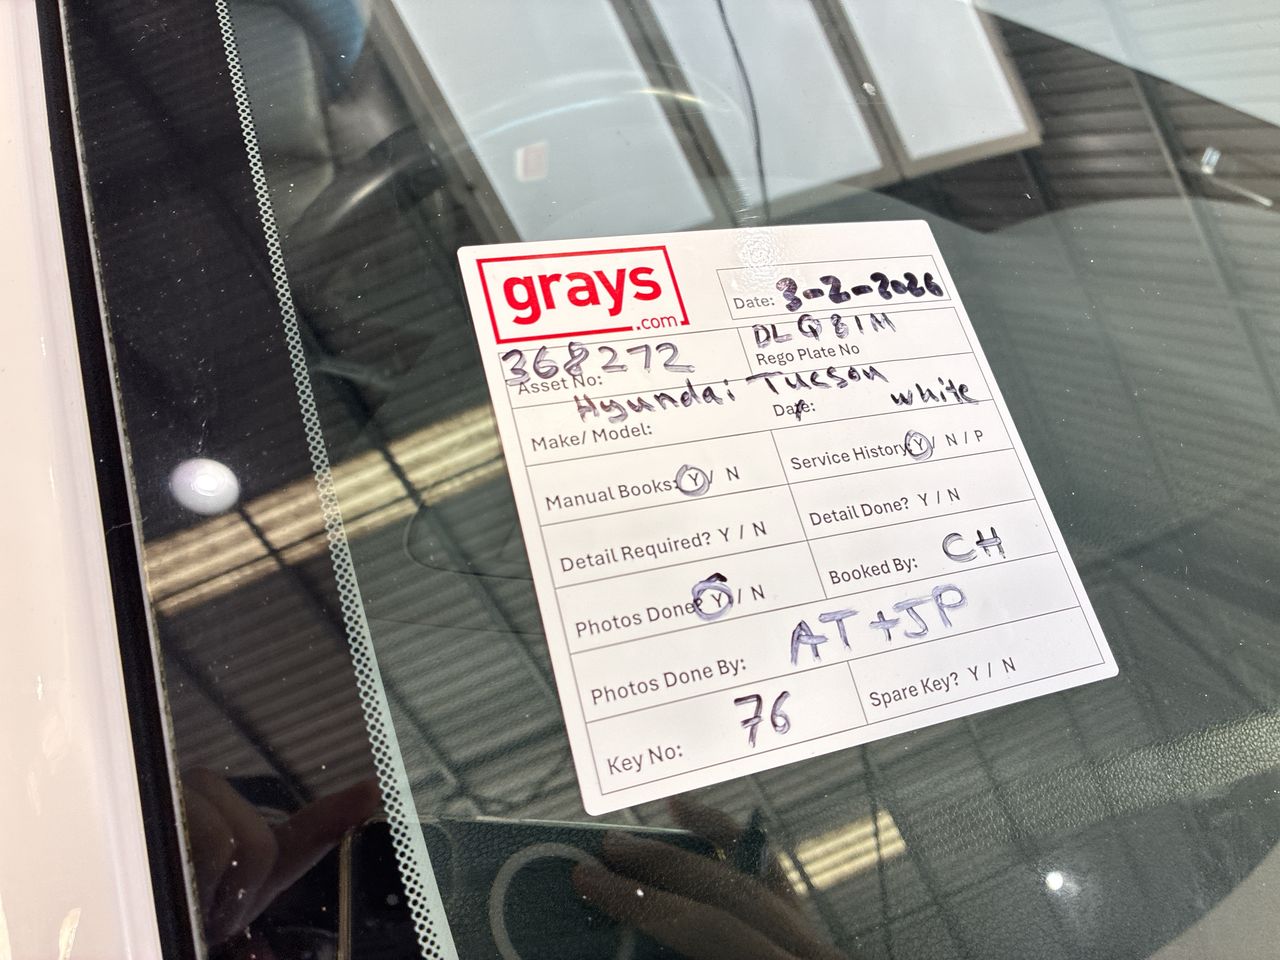 grays
.com
Date: 3-2-2026
368272
Asset No:
DLQ81M
Rego Plate No
Hyundai Tucson white
Make/ Model:
Date:
Manual Books: Y / N
Service History: Y / N / P
Detail Required? Y / N
Detail Done? Y / N
Photos Done? Y / N
Booked By: CH
Photos Done By: AT+JP
Key No: 76
Spare Key? Y / N